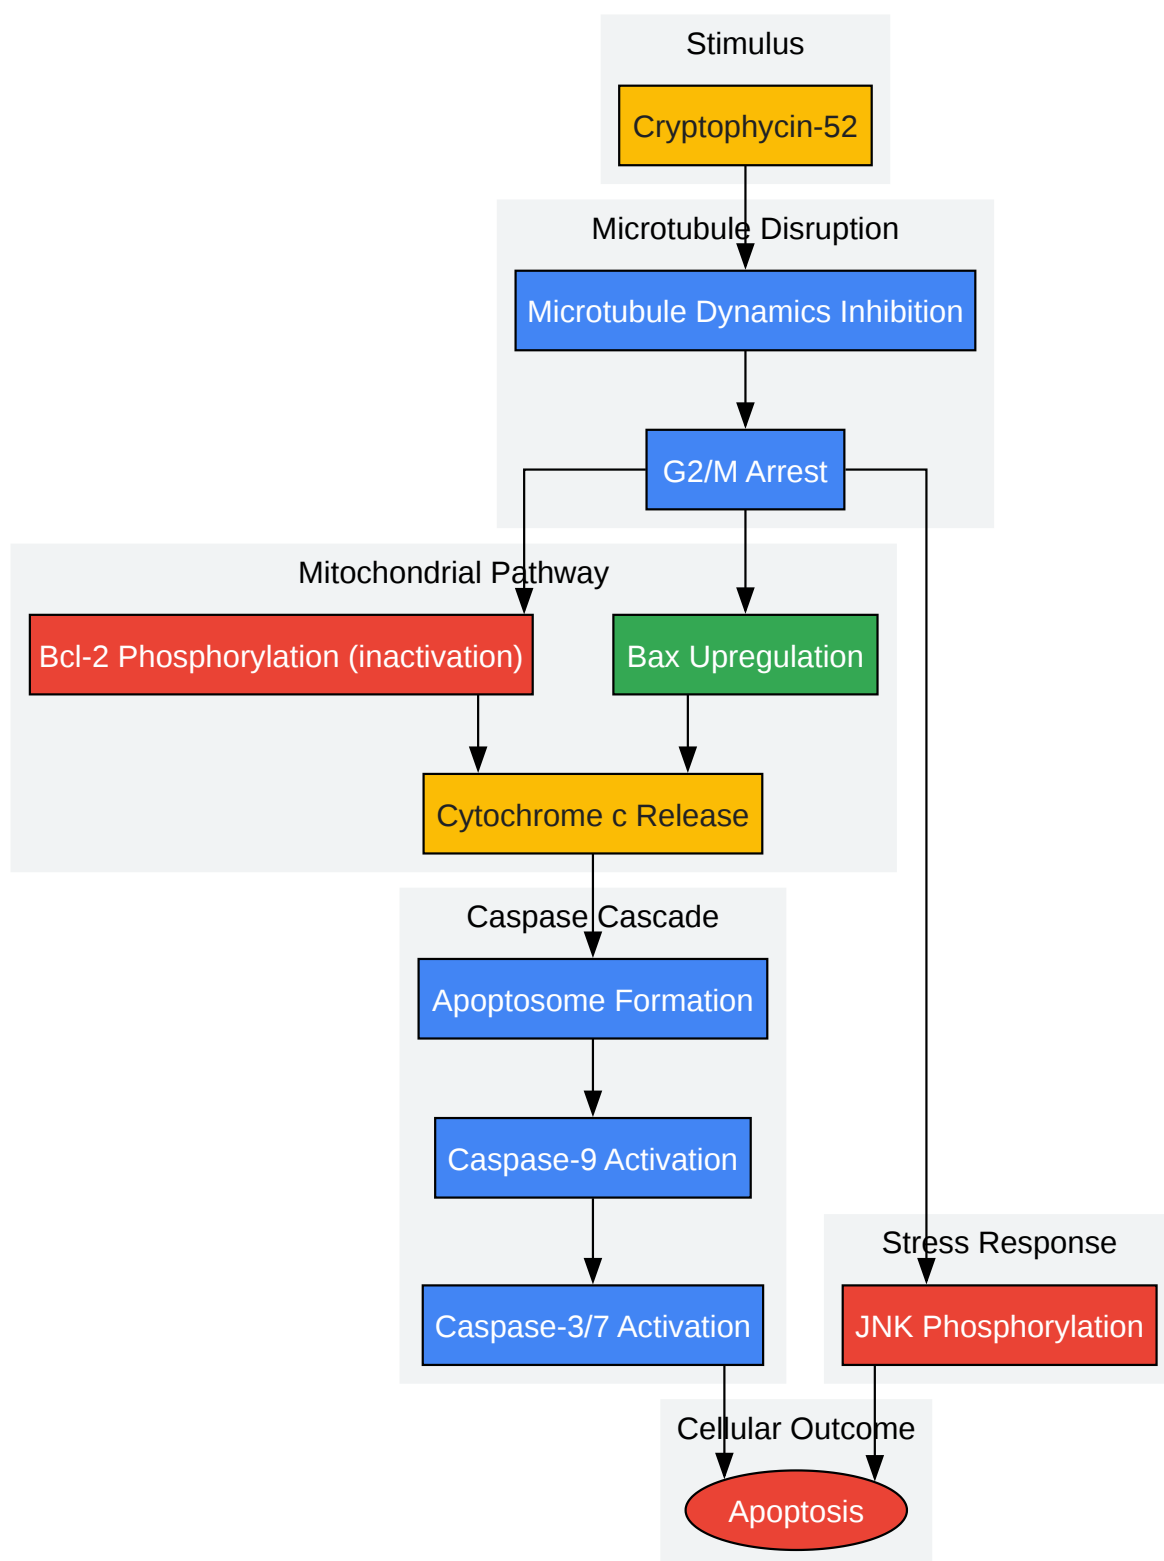 Stimulus
Cryptophycin-52
Microtubule Disruption
Microtubule Dynamics Inhibition
G2/M Arrest
Mitochondrial Pathway
Bcl-2 Phosphorylation (inactivation)
Bax Upregulation
Cytochrome c Release
Caspase Cascade
Apoptosome Formation
Caspase-9 Activation
Stress Response
Caspase-3/7 Activation
JNK Phosphorylation
Cellular Outcome
Apoptosis